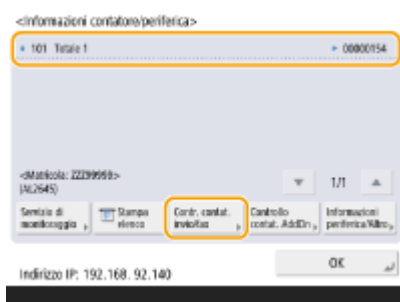 <Informazioni contatore/periferica>
101 Totale 1 00000154
<Matricola: ZZZ99999>
(AL2645)
1/1
Servizio di monitoraggio
Stampa elenco
Contr. contat. invio/fax
Controllo contat. AddOn
Informazioni periferica/Altro
OK
Indirizzo IP: 192.168. 92.140